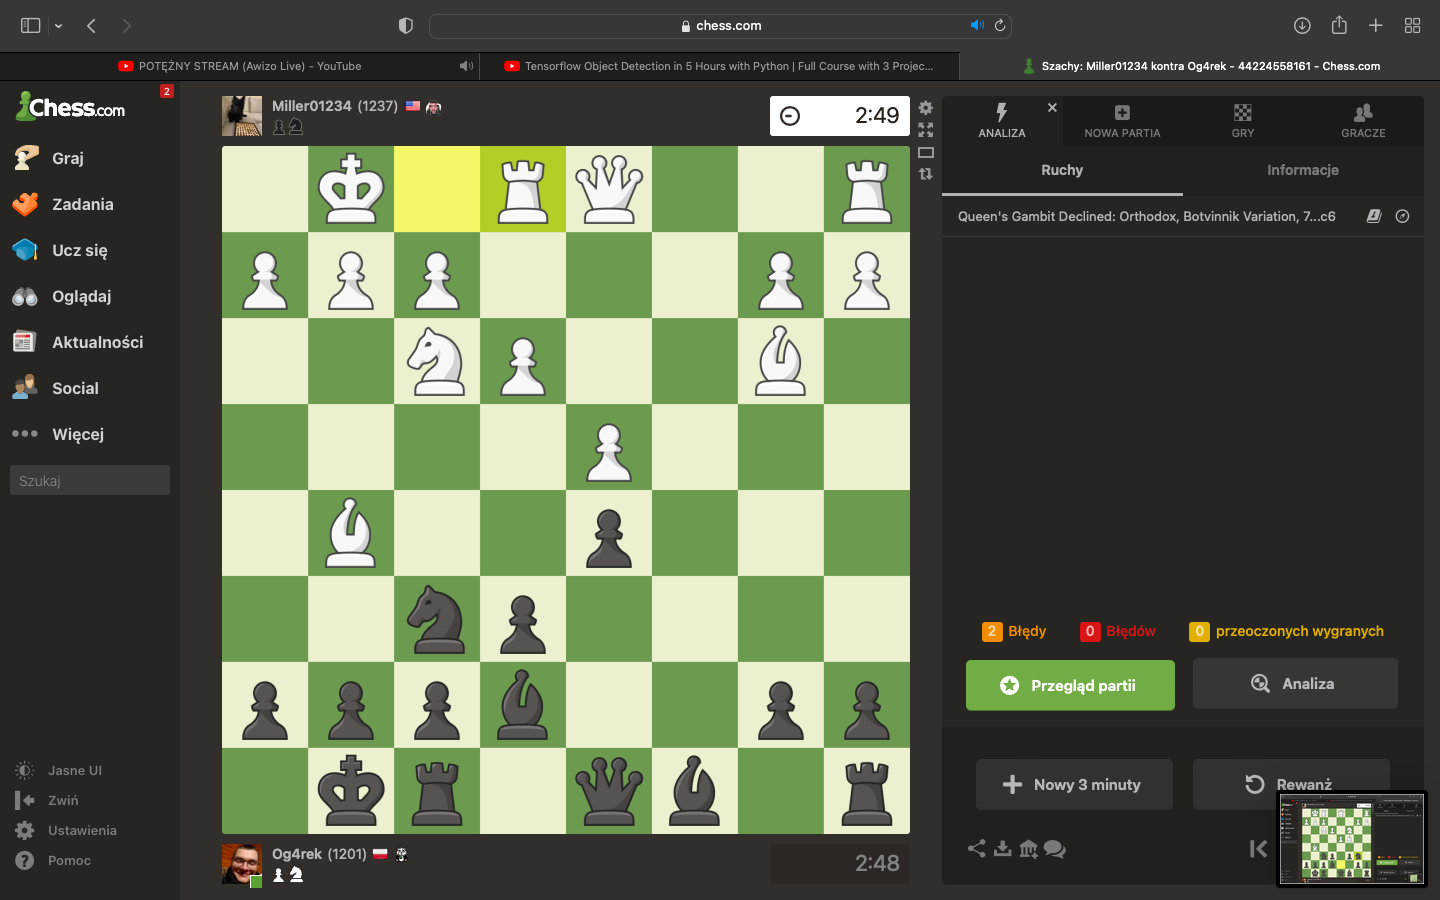 chess.com
POTĘŻNY STREAM (Awizo Live) - YouTube
Tensorflow Object Detection in 5 Hours with Python | Full Course with 3 Projec...
Szachy: Miller01234 kontra Og4rek - 44224558161 - Chess.com
Chess.com
2
Graj
Zadania
Ucz się
Oglądaj
Aktualności
Social
Więcej
Szukaj
Jasne UI
Zwiń
Ustawienia
Pomoc
Miller01234 (1237)
2:49
Og4rek (1201)
2:48
ANALIZA
NOWA PARTIA
GRY
GRACZE
Ruchy
Informacje
Queen's Gambit Declined: Orthodox, Botvinnik Variation, 7...c6
2 Błędy
0 Błędów
0 przeoczonych wygranych
Przegląd partii
Analiza
Nowy 3 minuty
Rewanż